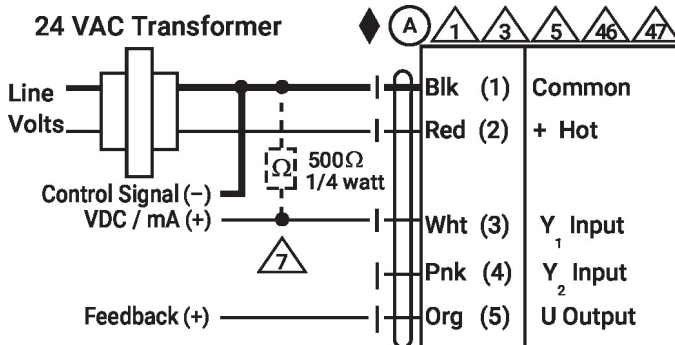 24 VAC Transformer
A 1 3 5 46 47
Line
Volts
Blk (1) Common
Red (2) + Hot
Ω 500Ω
1/4 watt
Control Signal (−)
VDC / mA (+)
Wht (3) Y1 Input
7
Pnk (4) Y2 Input
Feedback (+)
Org (5) U Output